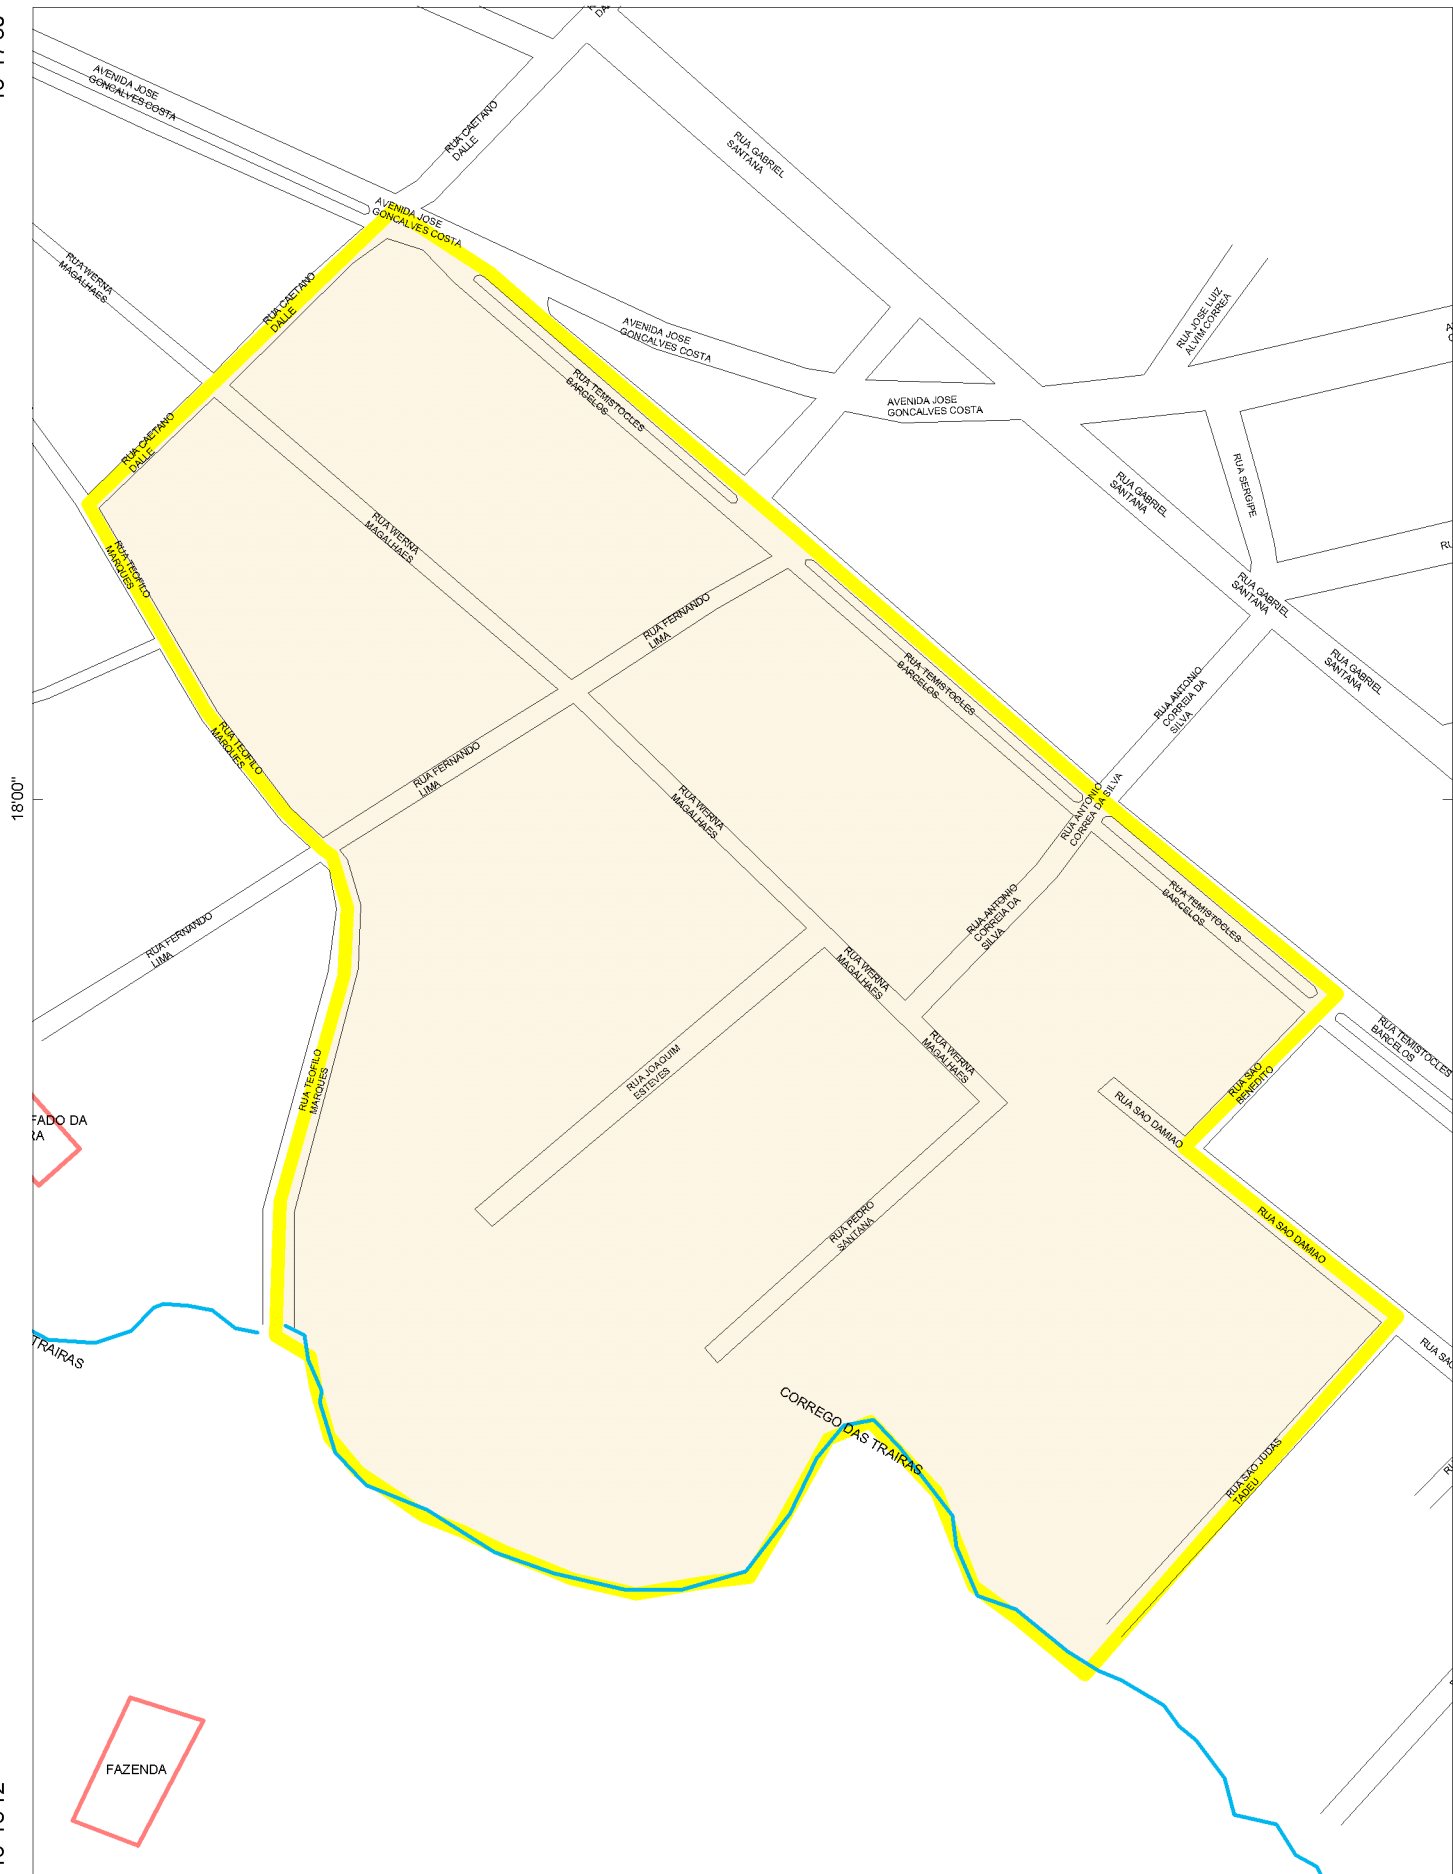 AVENIDA JOSE
GONCALVES COSTA
RUA CAETANO
DALLE
RUA GABRIEL
SANTANA
AVENIDA JOSE
GONCALVES COSTA
RUA WERNA
MAGALHAES
RUA CAETANO
DALLE
AVENIDA JOSE
GONCALVES COSTA
RUA JOSE LUIZ
ALVIM CORREA
RUA TEMISTOCLES
BARCELOS
AVENIDA JOSE
GONCALVES COSTA
RUA CAETANO
DALLE
RUA SERGIPE
RUA GABRIEL
SANTANA
RUA WERNA
MAGALHAES
RUA TEOFILO
MARQUES
RUA GABRIEL
SANTANA
RUA FERNANDO
LIMA
RUA TEMISTOCLES
BARCELOS
RUA GABRIEL
SANTANA
RUA ANTONIO
CORREIA DA
SILVA
RUA TEOFILO
MARQUES
RUA FERNANDO
LIMA
18'00"
RUA WERNA
MAGALHAES
RUA ANTONIO
CORREA DA SILVA
RUA TEMISTOCLES
BARCELOS
RUA ANTONIO
CORREIA DA
SILVA
RUA FERNANDO
LIMA
RUA WERNA
MAGALHAES
RUA TEMISTOCLES
BARCELOS
RUA WERNA
MAGALHAES
RUA JOAQUIM
ESTEVES
RUA TEOFILO
MARQUES
RUA SAO
BENEDITO
RUA SAO DAMIAO
FADO DA
RA
RUA PEDRO
SANTANA
RUA SAO DAMIAO
TRAIRAS
RUA SAO
CORREGO DAS TRAIRAS
RUA SAO JUDAS
TADEU
FAZENDA